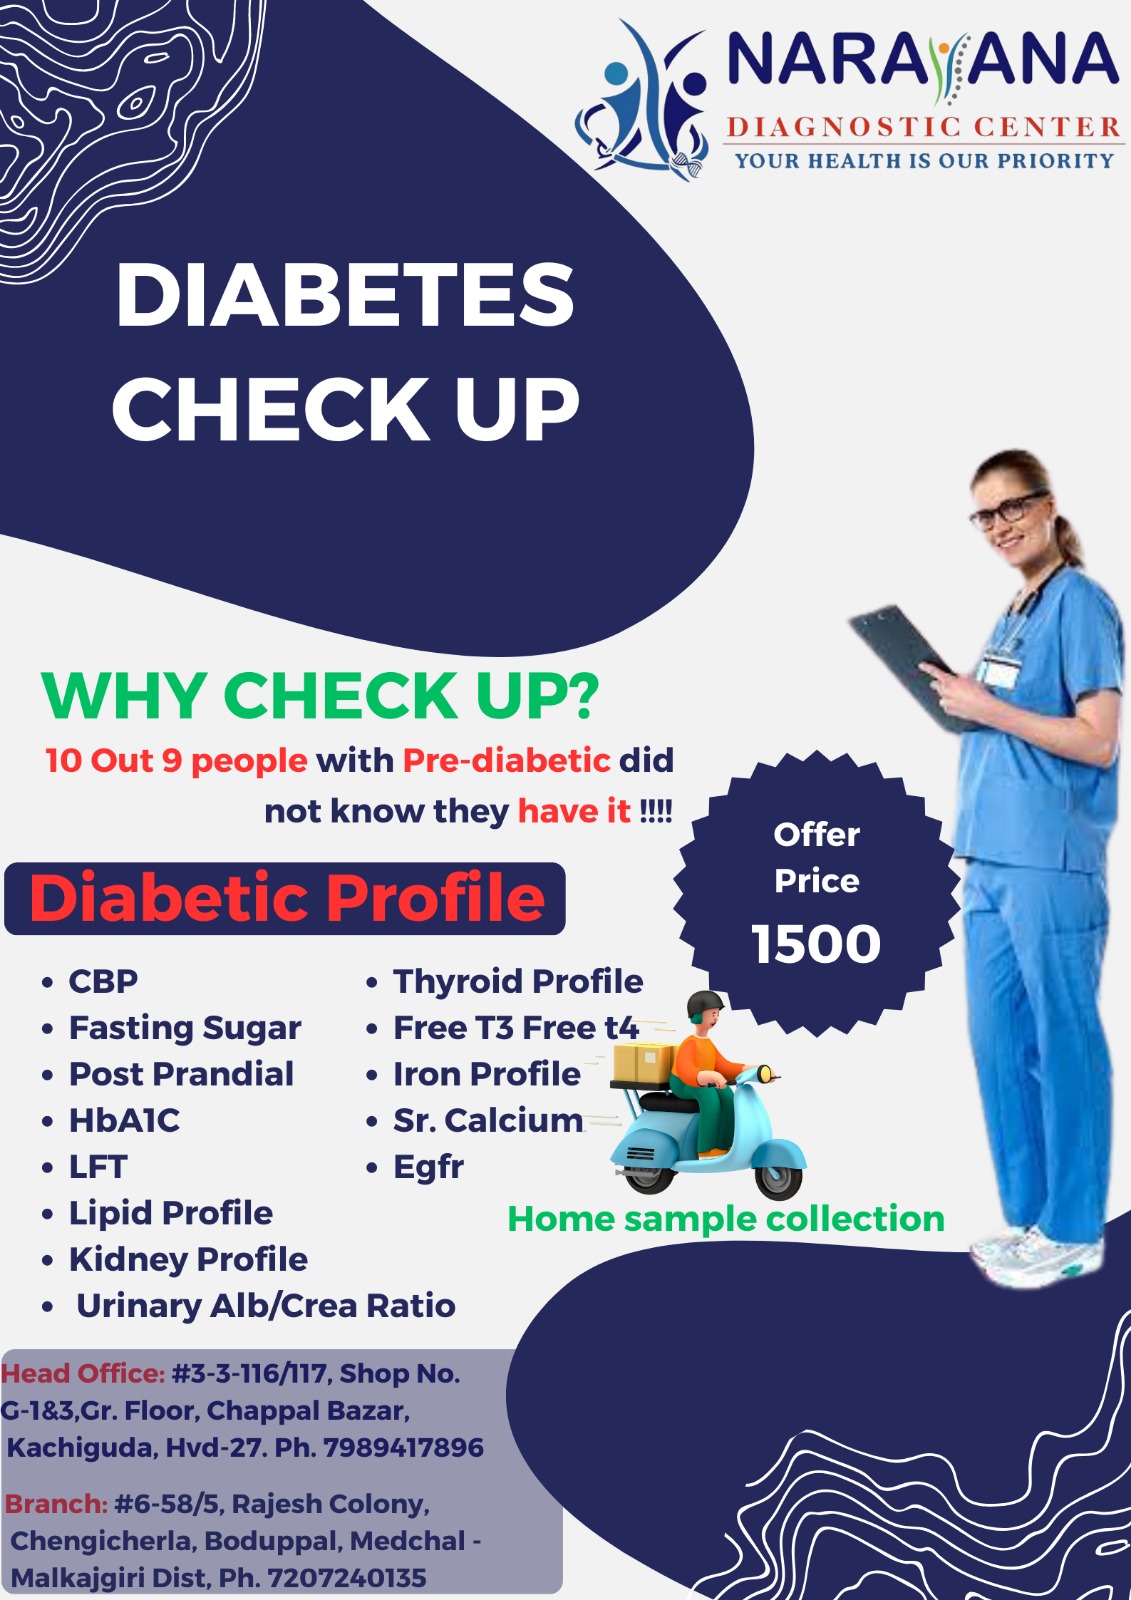 NARAYANA
DIAGNOSTIC CENTER
YOUR HEALTH IS OUR PRIORITY
DIABETES
CHECK UP
WHY CHECK UP?
10 Out 9 people with Pre-diabetic did
not know they have it !!!!
Offer
Price
1500
Diabetic Profile
• CBP
• Fasting Sugar
• Post Prandial
• HbA1C
• LFT
• Lipid Profile
• Kidney Profile
• Urinary Alb/Crea Ratio
• Thyroid Profile
• Free T3 Free t4
• Iron Profile
• Sr. Calcium
• Egfr
Home sample collection
Head Office: #3-3-116/117, Shop No.
G-1&3,Gr. Floor, Chappal Bazar,
Kachiguda, Hvd-27. Ph. 7989417896
Branch: #6-58/5, Rajesh Colony,
Chengicherla, Boduppal, Medchal -
Malkajgiri Dist, Ph. 7207240135